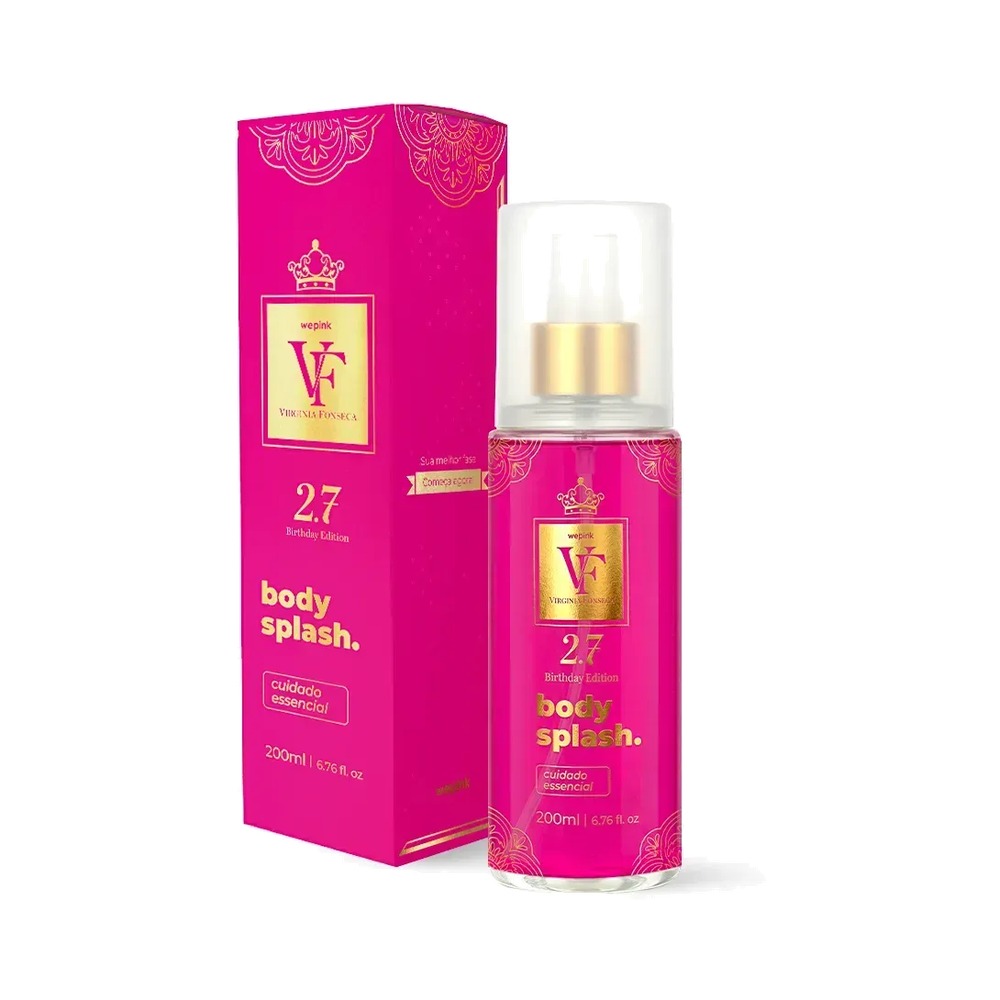 wepink
VF
VIRGINIA FONSECA
2.7
Birthday Edition
body
splash.
cuidado
essencial
200ml | 6.76 fl. oz
Sua melhor fase
Começa agora
wepink
wepink
VF
VIRGINIA FONSECA
2.7
Birthday Edition
body
splash.
cuidado
essencial
200ml | 6.76 fl. oz